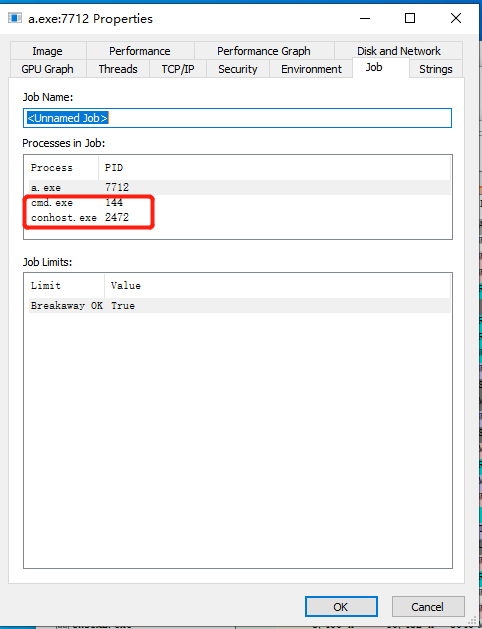 a.exe:7712 Properties
Image Performance Performance Graph Disk and Network
GPU Graph Threads TCP/IP Security Environment Job Strings
Job Name:
<Unnamed Job>
Processes in Job:
Process PID
a.exe 7712
cmd.exe 144
conhost.exe 2472
Job Limits:
Limit Value
Breakaway OK True
OK Cancel